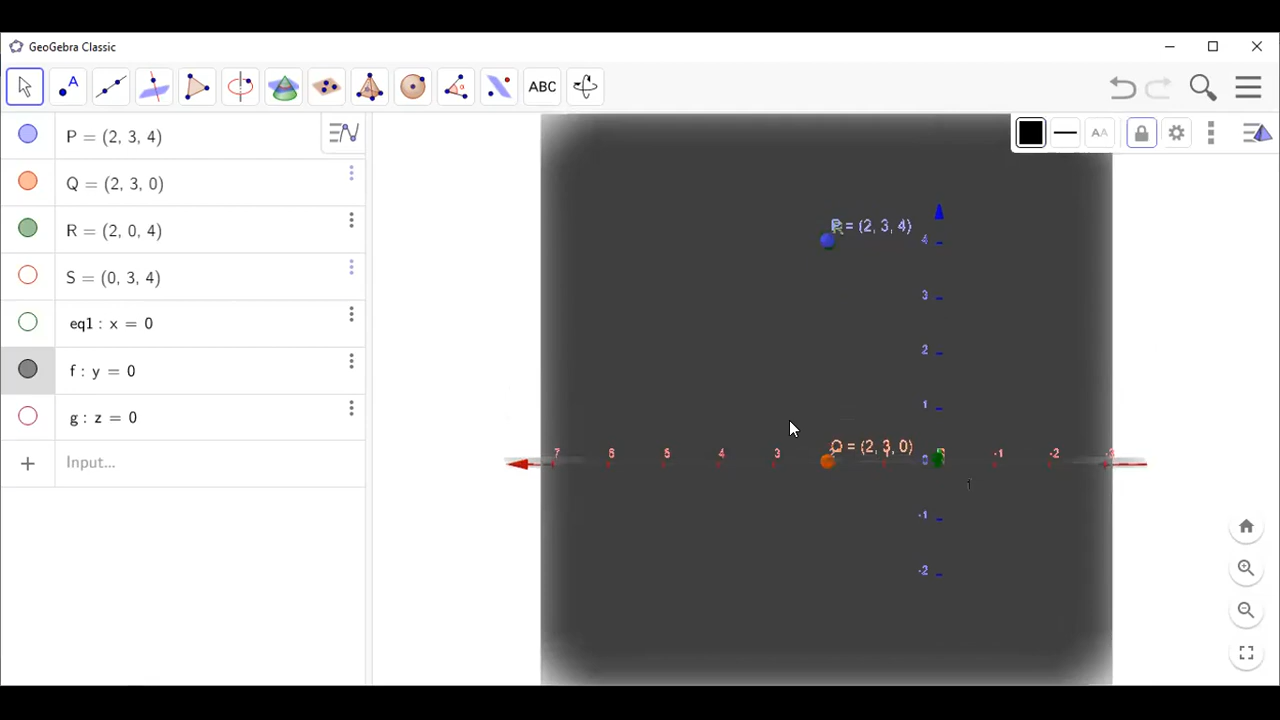 GeoGebra Classic
ABC
AA
P = (2, 3, 4)
Q = (2, 3, 0)
R = (2, 0, 4)
S = (0, 3, 4)
eq1 : x = 0
f : y = 0
g : z = 0
Input...
= (2, 3, 4)
4
3
2
1
Q = (2, 3, 0)
7
6
5
4
3
0
-1
-2
-1
-2